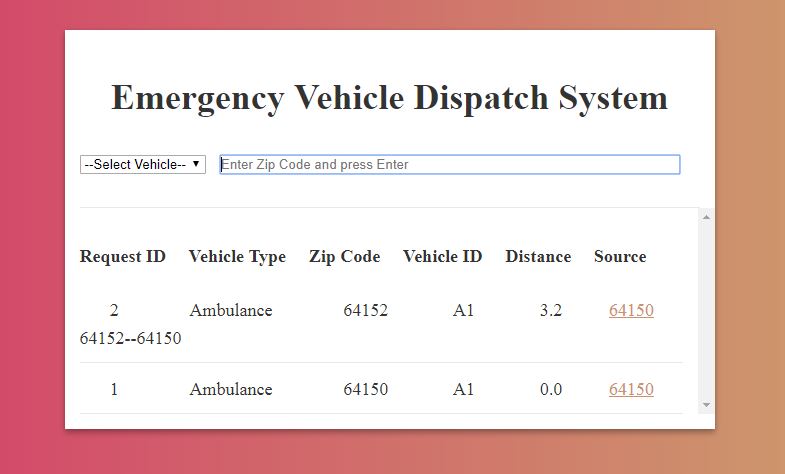 Emergency Vehicle Dispatch System
--Select Vehicle-- Enter Zip Code and press Enter
Request ID Vehicle Type Zip Code Vehicle ID Distance Source
2 Ambulance 64152 A1 3.2 64150
64152--64150
1 Ambulance 64150 A1 0.0 64150